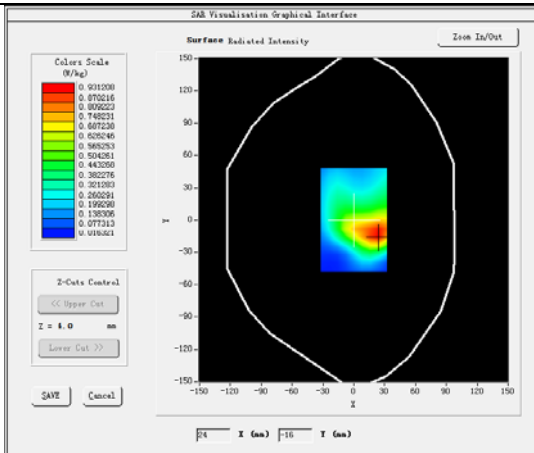 SAR Visualisation Graphical Interface
Surface Radiated Intensity
Zoom In/Out
Colors Scale
(W/kg)
0.931208
0.870216
0.809223
0.748231
0.687238
0.626246
0.565253
0.504261
0.443268
0.382276
0.321283
0.260291
0.199298
0.138306
0.077313
0.016321
Z-Cuts Control
<< Upper Cut
Z = 4.0 mm
Lower Cut >>
SAVE Cancel
150
120
90
60
30
0
-30
-60
-90
-120
-150
Y
-150 -120 -90 -60 -30 0 30 60 90 120 150
X
24 X (mm) -16 Y (mm)